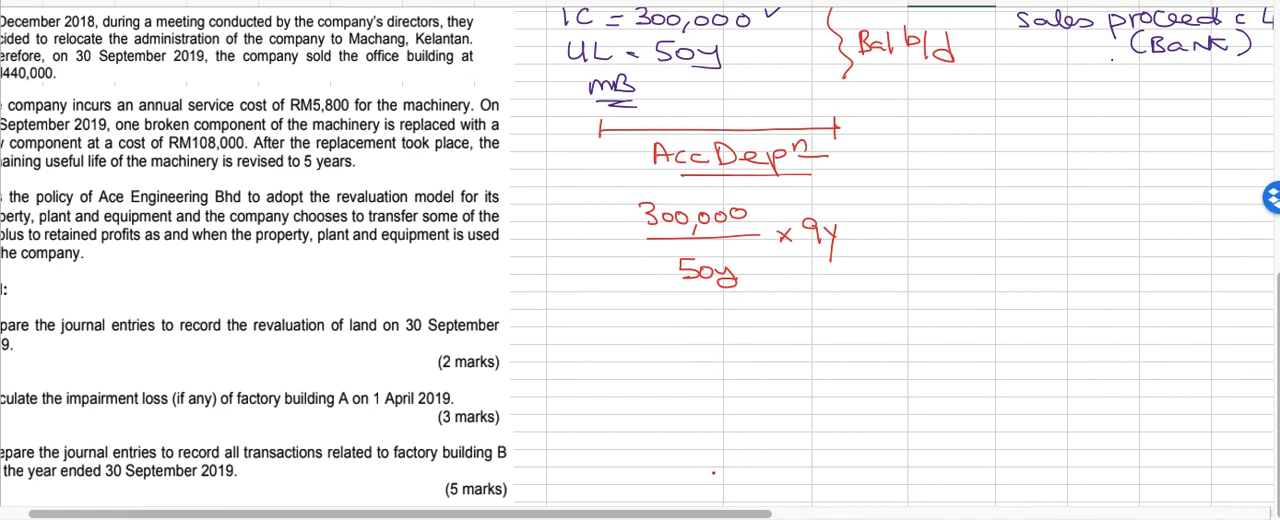 December 2018, during a meeting conducted by the company's directors, they
cided to relocate the administration of the company to Machang, Kelantan.
erefore, on 30 September 2019, the company sold the office building at
440,000.
company incurs an annual service cost of RM5,800 for the machinery. On
September 2019, one broken component of the machinery is replaced with a
component at a cost of RM108,000. After the replacement took place, the
aining useful life of the machinery is revised to 5 years.
the policy of Ace Engineering Bhd to adopt the revaluation model for its
perty, plant and equipment and the company chooses to transfer some of the
plus to retained profits as and when the property, plant and equipment is used
he company.
:
pare the journal entries to record the revaluation of land on 30 September
9.
(2 marks)
culate the impairment loss (if any) of factory building A on 1 April 2019.
(3 marks)
epare the journal entries to record all transactions related to factory building B
the year ended 30 September 2019.
(5 marks)
IC = 300,000 ✓
UL = 50y
Bal b/d
MB
Acc Depⁿ
300,000
× 9y
50y
Sales proceed = 4
(Bank)